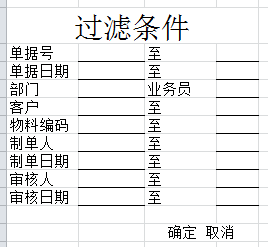 过滤条件
单据号 至
单据日期 至
部门 业务员
客户 至
物料编码 至
制单人 至
制单日期 至
审核人 至
审核日期 至
确定 取消